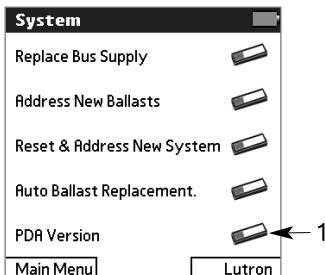 System
Replace Bus Supply
Address New Ballasts
Reset & Address New System
Auto Ballast Replacement.
PDA Version
1
Main Menu
Lutron